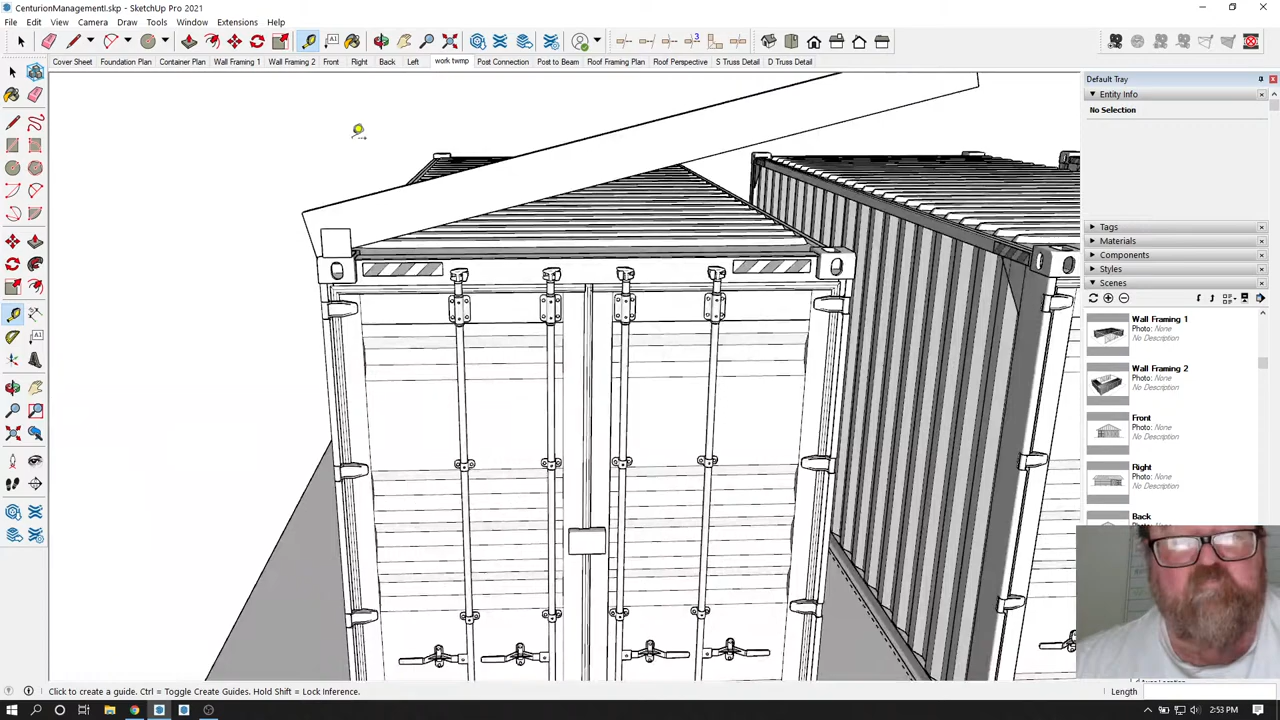 CenturionManagementI.skp - SketchUp Pro 2021
File Edit View Camera Draw Tools Window Extensions Help
3
Cover Sheet Foundation Plan Container Plan Wall Framing 1 Wall Framing 2 Front Right Back Left work twmp Post Connection Post to Beam Roof Framing Plan Roof Perspective S Truss Detail D Truss Detail
Default Tray
Entity Info
No Selection
Tags
Materials
Components
Styles
Scenes
Wall Framing 1
Photo: None
No Description
Wall Framing 2
Photo: None
No Description
Front
Photo: None
No Description
Right
Photo: None
No Description
Back
Click to create a guide. Ctrl = Toggle Create Guides. Hold Shift = Lock Inference.
Length
2:53 PM